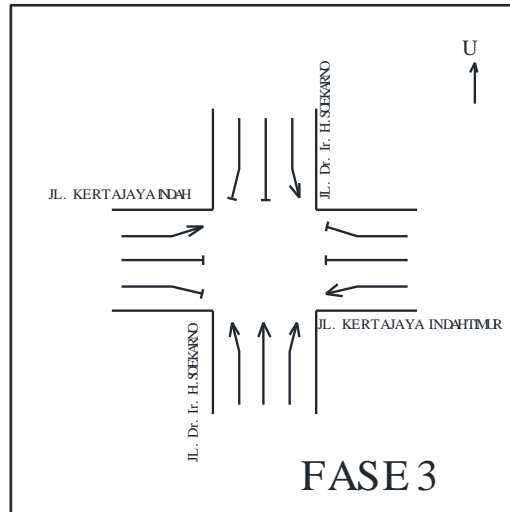 U
JL. Dr. Ir. H.SOEKARNO
JL. KERTAJAYA INDAH
JL. KERTAJAYA INDAH TIMUR
JL. Dr. Ir. H.SOEKARNO
FASE 3